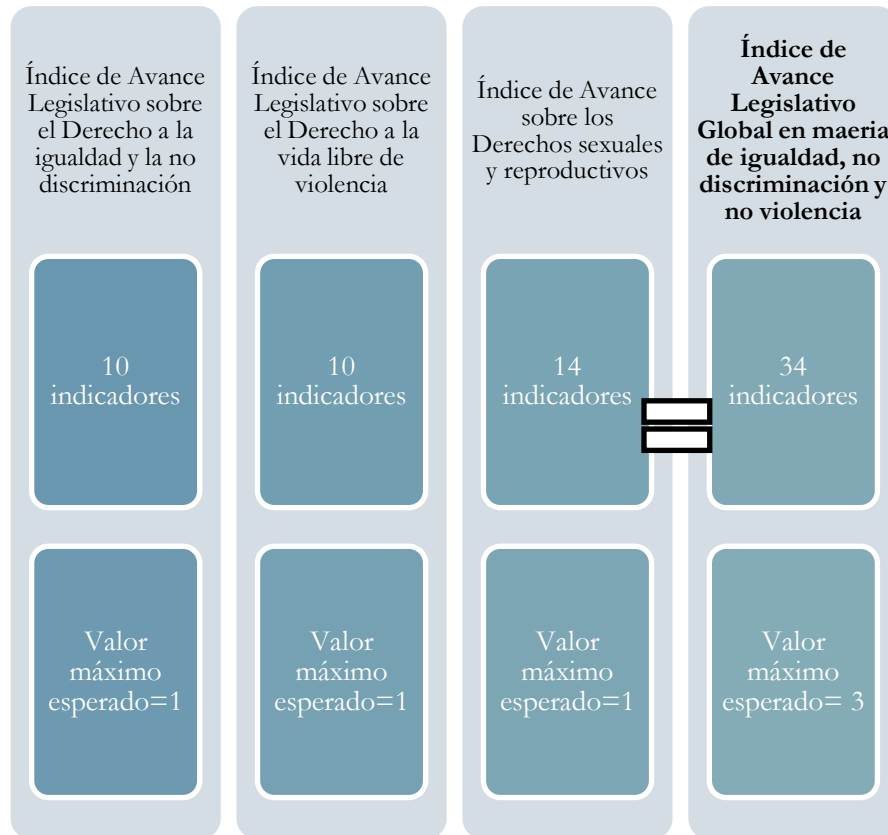 Índice de Avance
Legislativo sobre
el Derecho a la
igualdad y la no
discriminación
10
indicadores
Valor
máximo
esperado=1
Índice de Avance
Legislativo sobre
el Derecho a la
vida libre de
violencia
10
indicadores
Valor
máximo
esperado=1
Índice de Avance
sobre los
Derechos sexuales
y reproductivos
14
indicadores
Valor
máximo
esperado=1
Índice de
Avance
Legislativo
Global en maeria
de igualdad, no
discriminación y
no violencia
34
indicadores
Valor
máximo
esperado= 3